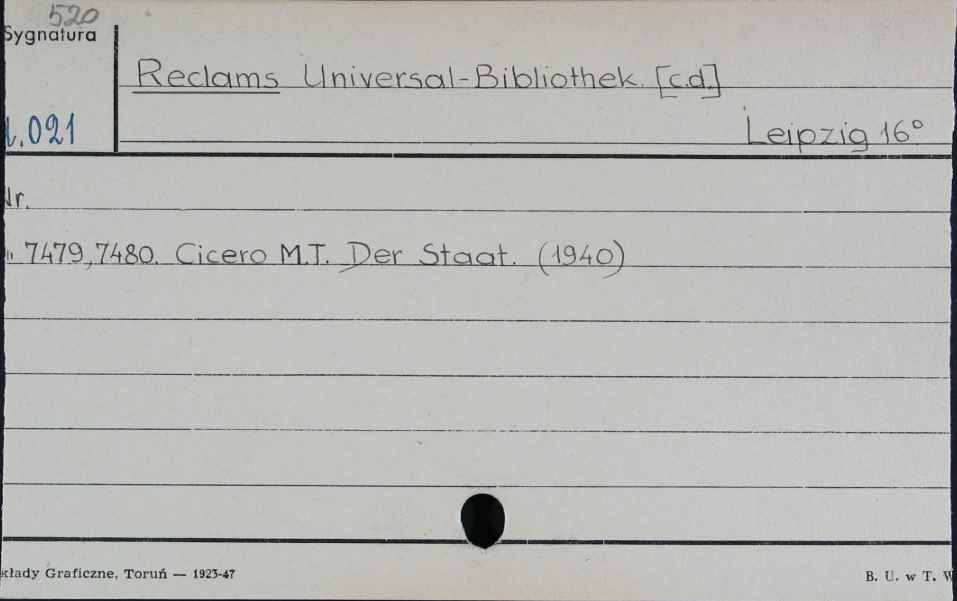 520
Sygnatura
Reclams Universal-Bibliothek. [c.d.]
.021
Leipzig 16°
Nr.
" 7479,7480. Cicero M.T. Der Staat. (1940)
kłady Graficzne, Toruń — 1923-47
B. U. w T. W